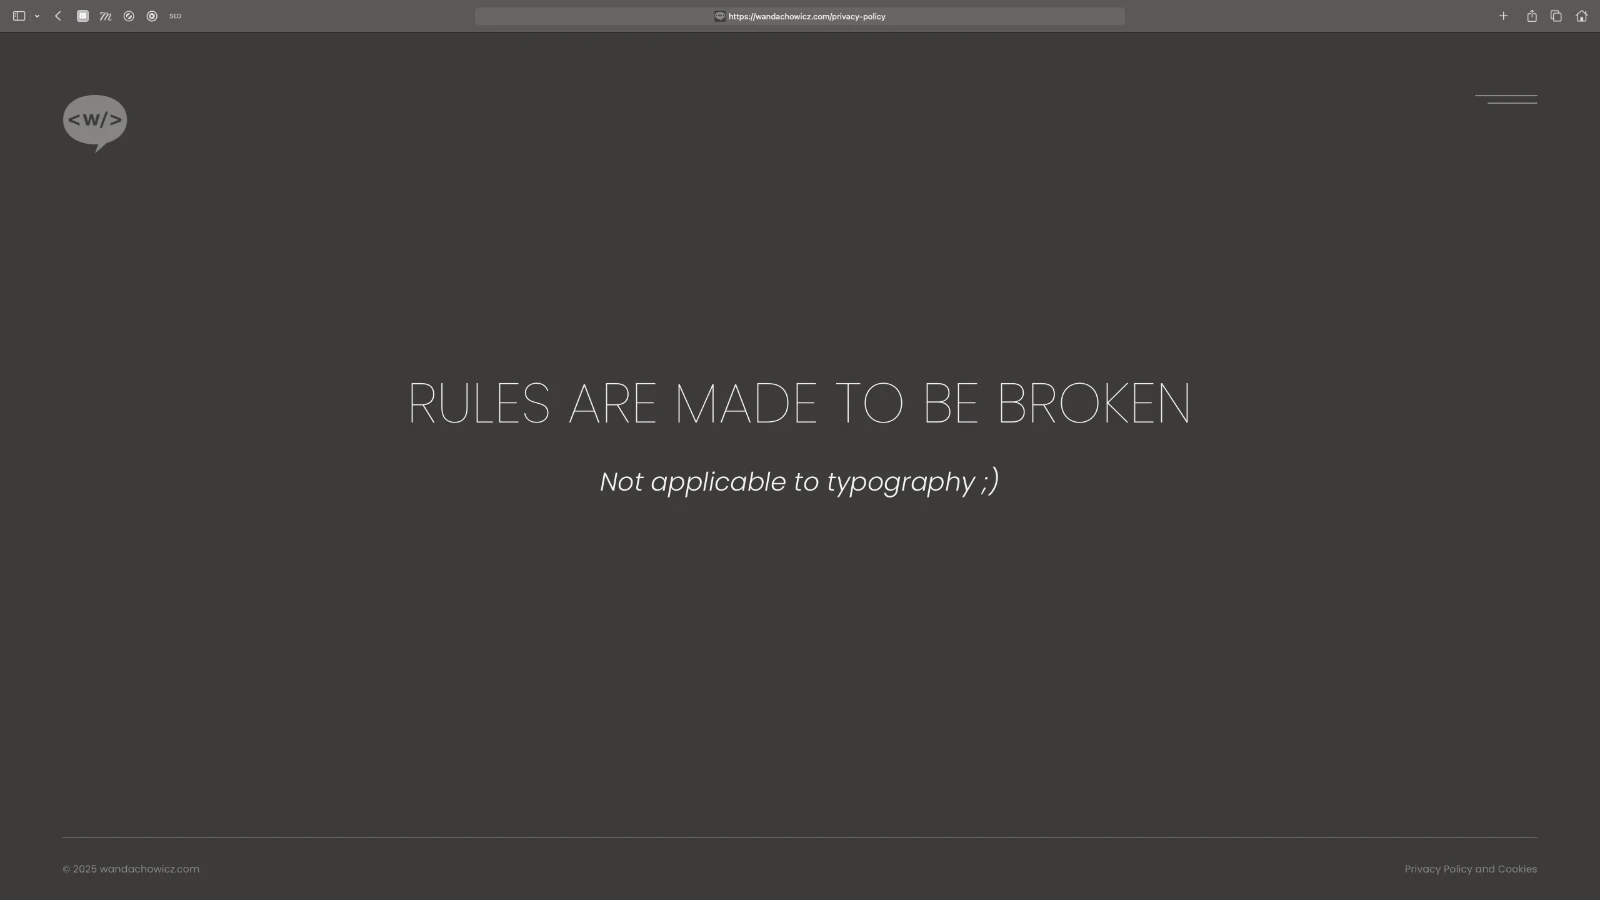 SEO
https://wandachowicz.com/privacy-policy
<W/>
RULES ARE MADE TO BE BROKEN
Not applicable to typography ;)
© 2025 wandachowicz.com
Privacy Policy and Cookies